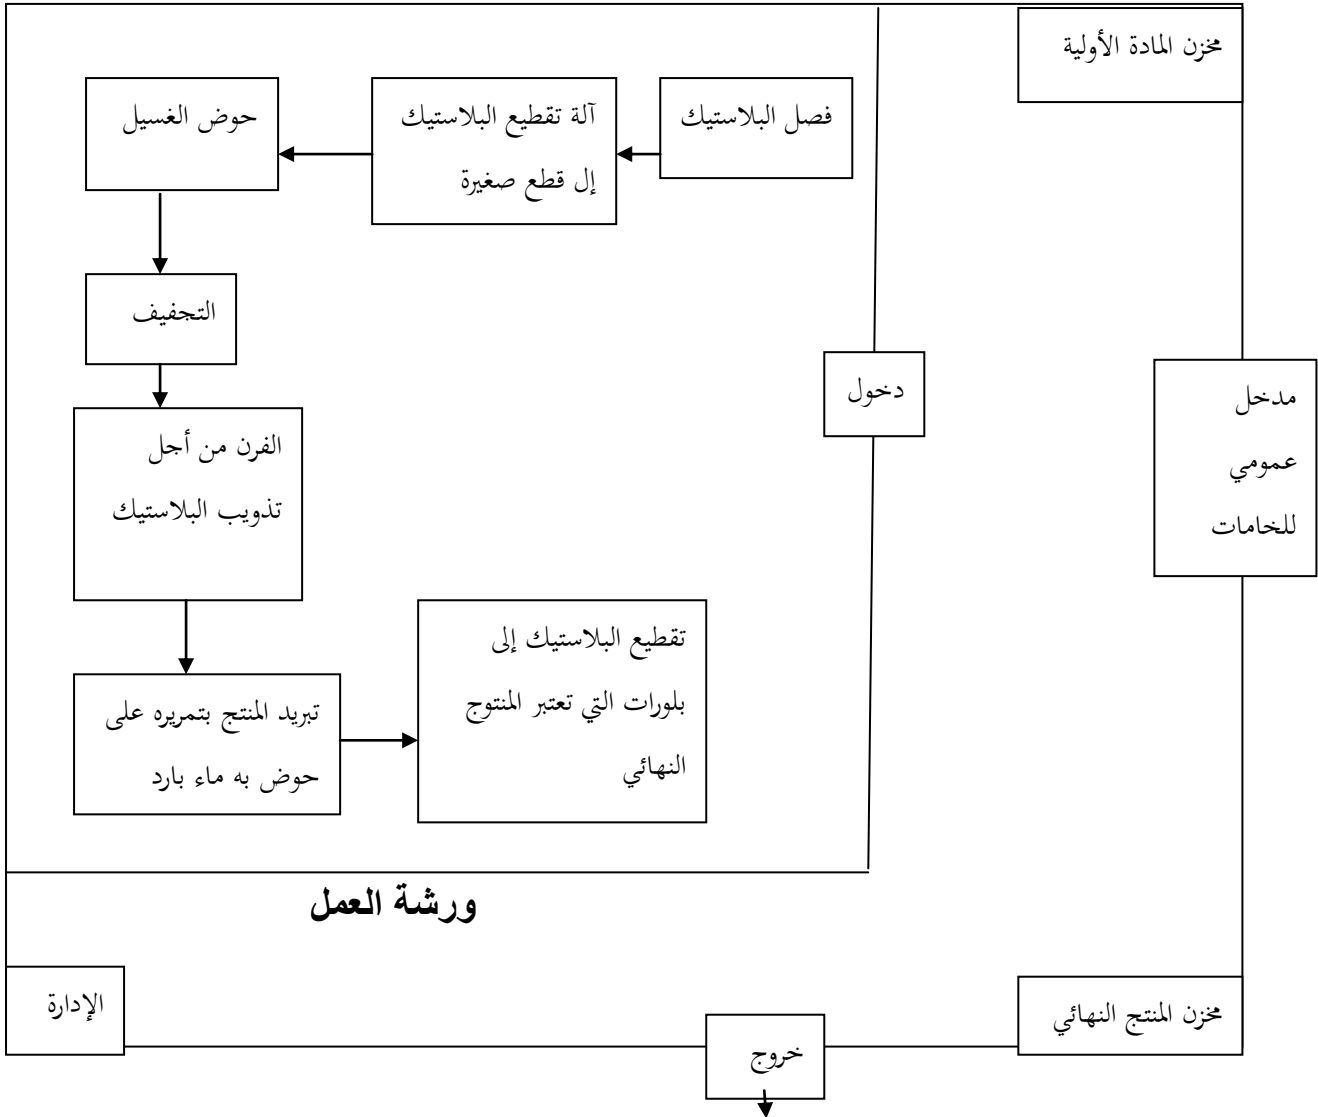 مخزن المادة الأولية
فصل البلاستيك
آلة تقطيع البلاستيك
إل قطع صغيرة
حوض الغسيل
التجفيف
دخول
مدخل
عمومي
للخامات
الفرن من أجل
تذويب البلاستيك
تبريد المنتج بتمريره على
حوض به ماء بارد
تقطيع البلاستيك إلى
بلورات التي تعتبر المنتوج
النهائي
ورشة العمل
الإدارة
مخزن المنتج النهائي
خروج